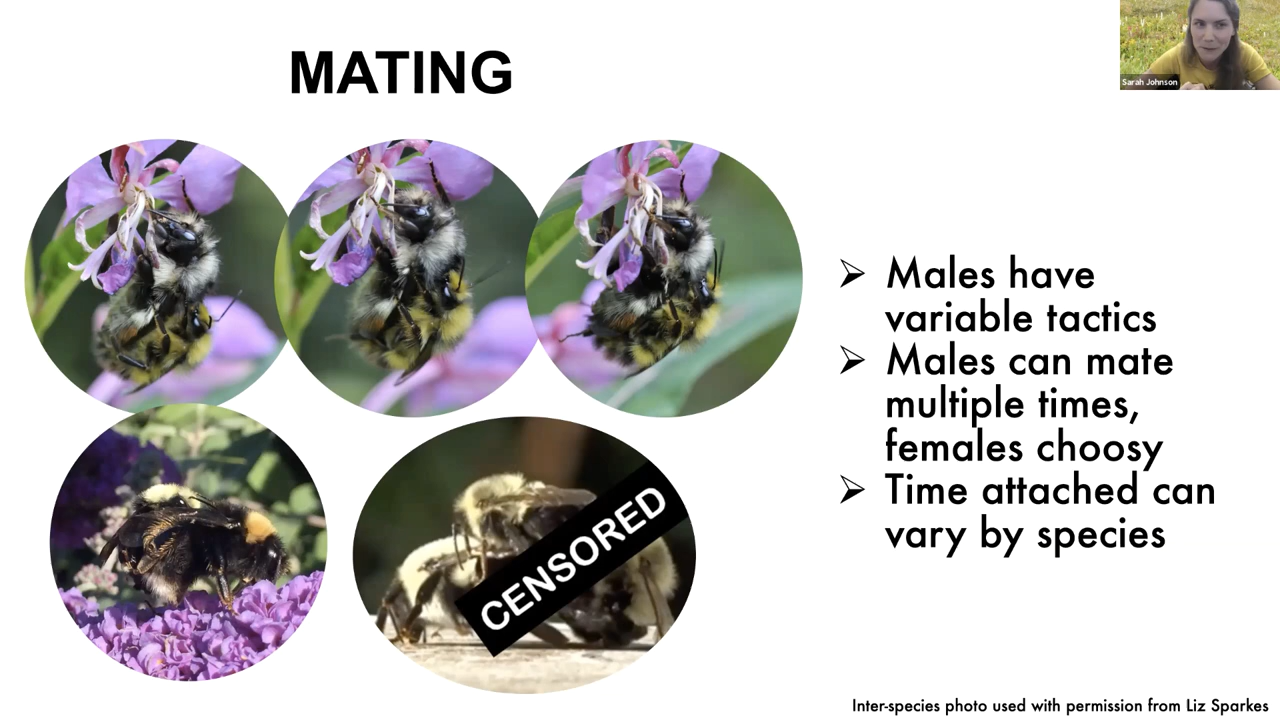 MATING
Sarah Johnson
➢ Males have
variable tactics
➢ Males can mate
multiple times,
females choosy
➢ Time attached can
vary by species
CENSORED
Inter-species photo used with permission from Liz Sparkes